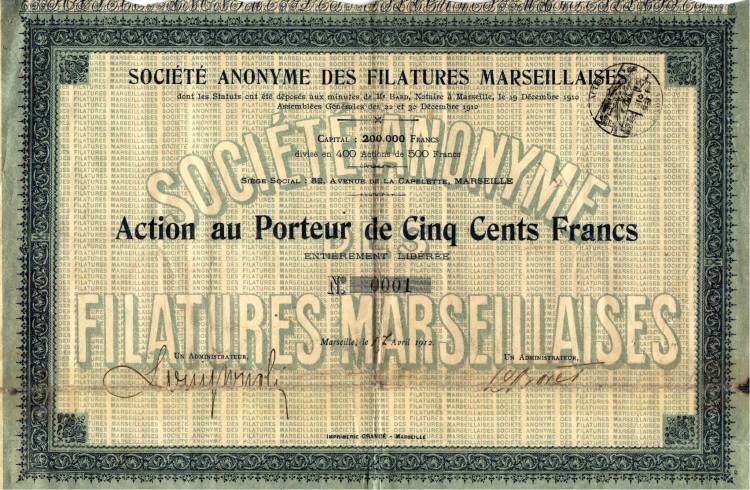 SOCIÉTÉ ANONYME DES FILATURES MARSEILLAISES
dont les Statuts ont été déposés aux minutes de Me BARD, Notaire à Marseille, le 19 Décembre 1910
Assemblées Générales des 22 et 30 Décembre 1910
CAPITAL : 200.000 FRANCS
divisé en 400 Actions de 500 Francs
SIÈGE SOCIAL : 82, AVENUE DE LA CAPELETTE, MARSEILLE
SOCIÉTÉ ANONYME
DES
FILATURES MARSEILLAISES
Action au Porteur de Cinq Cents Francs
ENTIÈREMENT LIBÉRÉE
No 0001
Marseille, le Avril 1912
UN ADMINISTRATEUR, UN ADMINISTRATEUR,
IMPRIMERIE GRANCÉ - MARSEILLE